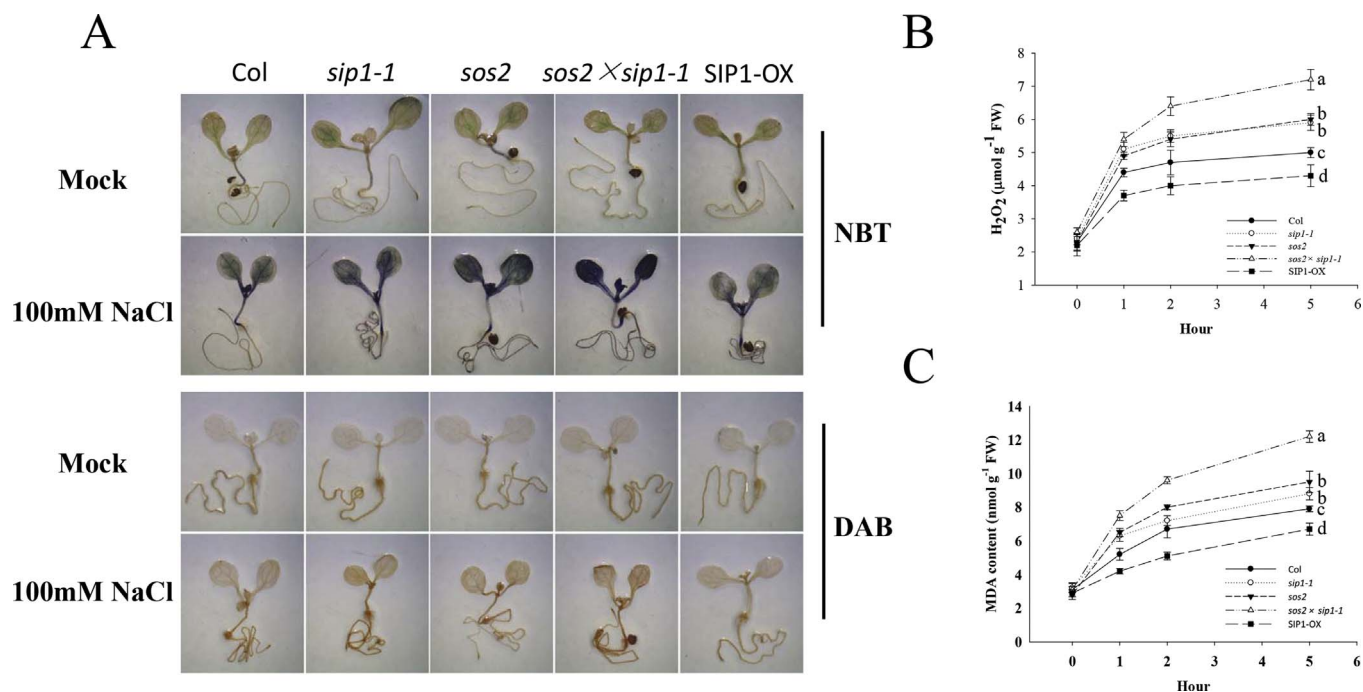 A
Col
sip1-1
sos2
sos2×sip1-1
SIP1-OX
Mock
100mM NaCl
NBT
Mock
100mM NaCl
DAB
B
H₂O₂ (μmol g⁻¹ FW)
8
7
6
5
4
3
2
1
a
b
b
c
d
Col
sip1-1
sos2
sos2× sip1-1
SIP1-OX
0 1 2 3 4 5 6
Hour
C
MDA content (nmol g⁻¹ FW)
14
12
10
8
6
4
2
0
a
b
b
c
d
Col
sip1-1
sos2
sos2 × sip1-1
SIP1-OX
0 1 2 3 4 5 6
Hour